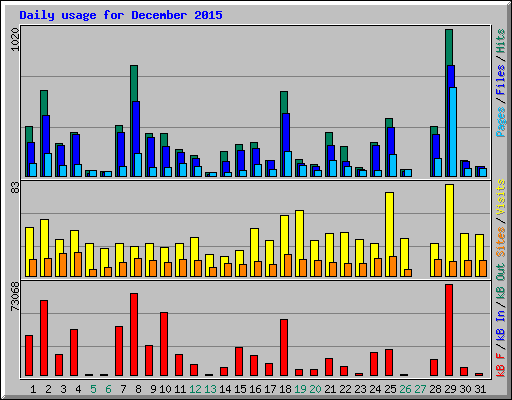 Daily usage for December 2015
1020
Pages / Files / Hits
83
Sites / Visits
73068
kB F / kB In / kB Out
1 2 3 4 5 6 7 8 9 10 11 12 13 14 15 16 17 18 19 20 21 22 23 24 25 26 27 28 29 30 31